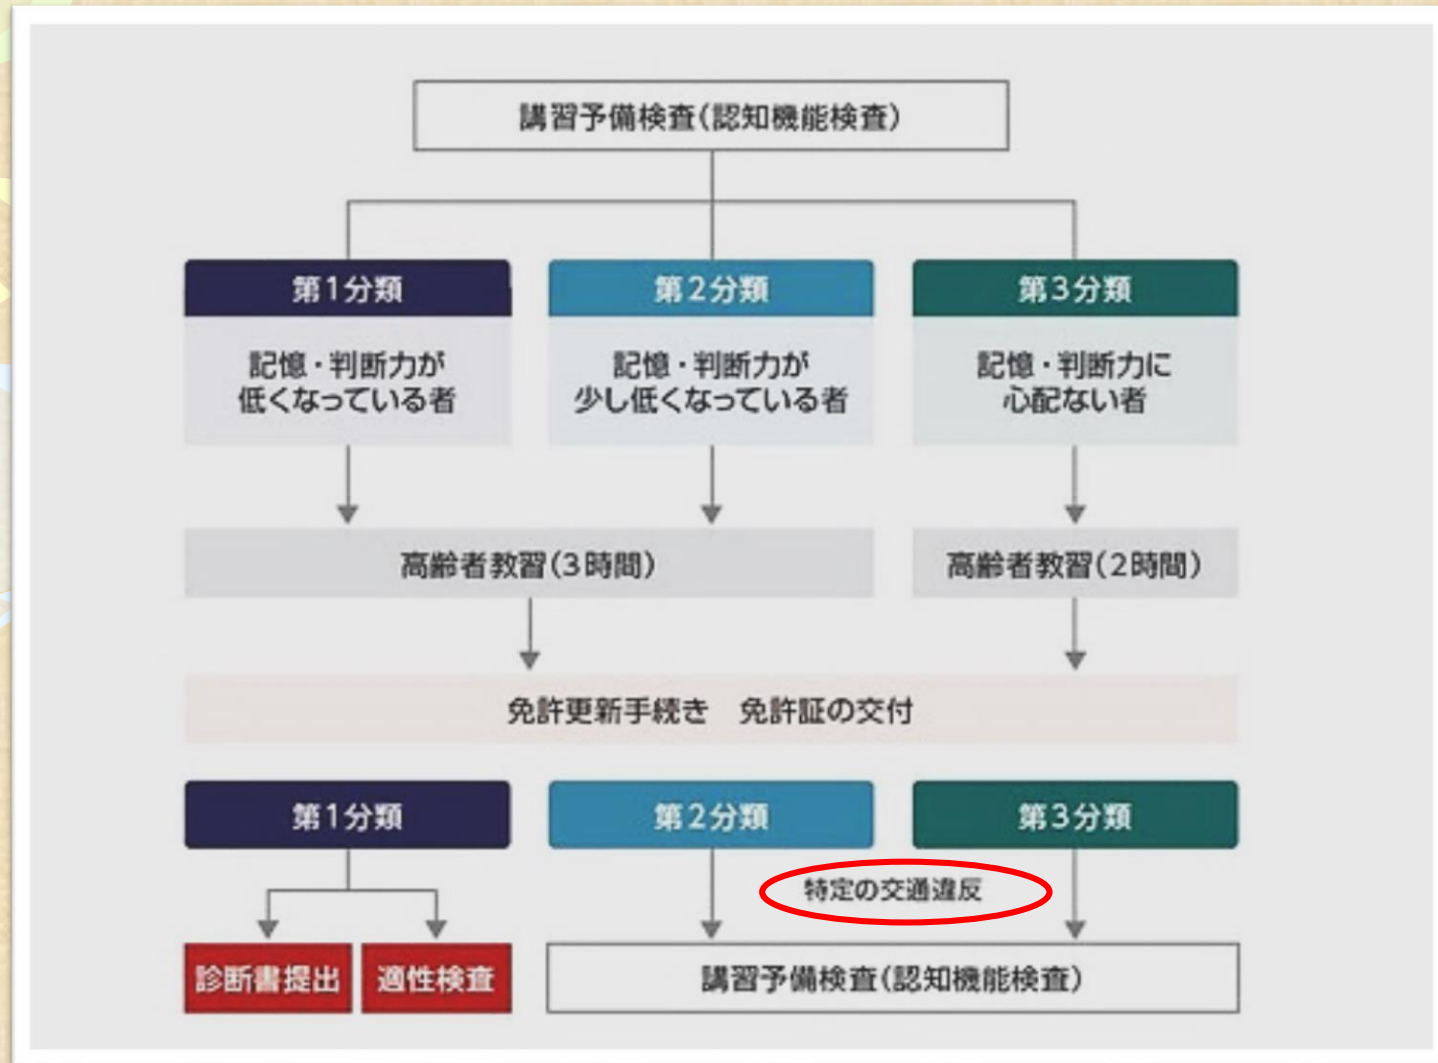 講習予備検査（認知機能検査）
第1分類
第2分類
第3分類
記憶・判断力が
低くなっている者
記憶・判断力が
少し低くなっている者
記憶・判断力に
心配ない者
高齢者教習（3時間）
高齢者教習（2時間）
免許更新手続き　免許証の交付
第1分類
第2分類
第3分類
特定の交通違反
診断書提出
適性検査
講習予備検査（認知機能検査）